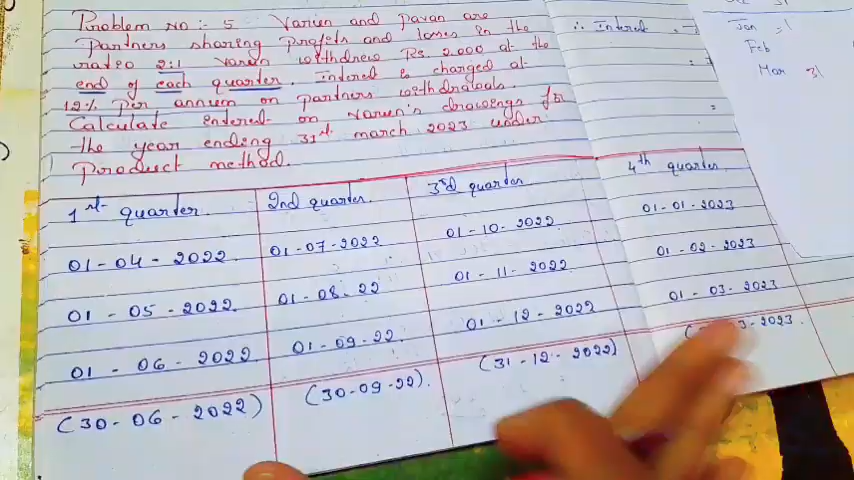 Problem No :- 5 Varun and Pavan are
Partners sharing Profits and losses in the
ratio 2:1 Varun withdrew Rs. 2.000 at the
end of each quarter. Interest is charged at
12% Per annum on partners withdrawals.
Calculate interest on Varun's drawings for
the year ending 31st march 2023 under
Product method.
∴ Interest =
=
=
Jan =
Feb
Mar 31
1st quarter 2nd quarter. 3rd quarter 4th quarter
01-04-2022 01-07-2022 01-10-2022 01-01-2023
01-05-2022 01-08.22 01-11-2022 01-02-2023
01-06-2022 01-09-22. 01-12-2022 01-03-2023
(30-06-2022) (30-09-22). (31-12-2022) -2023